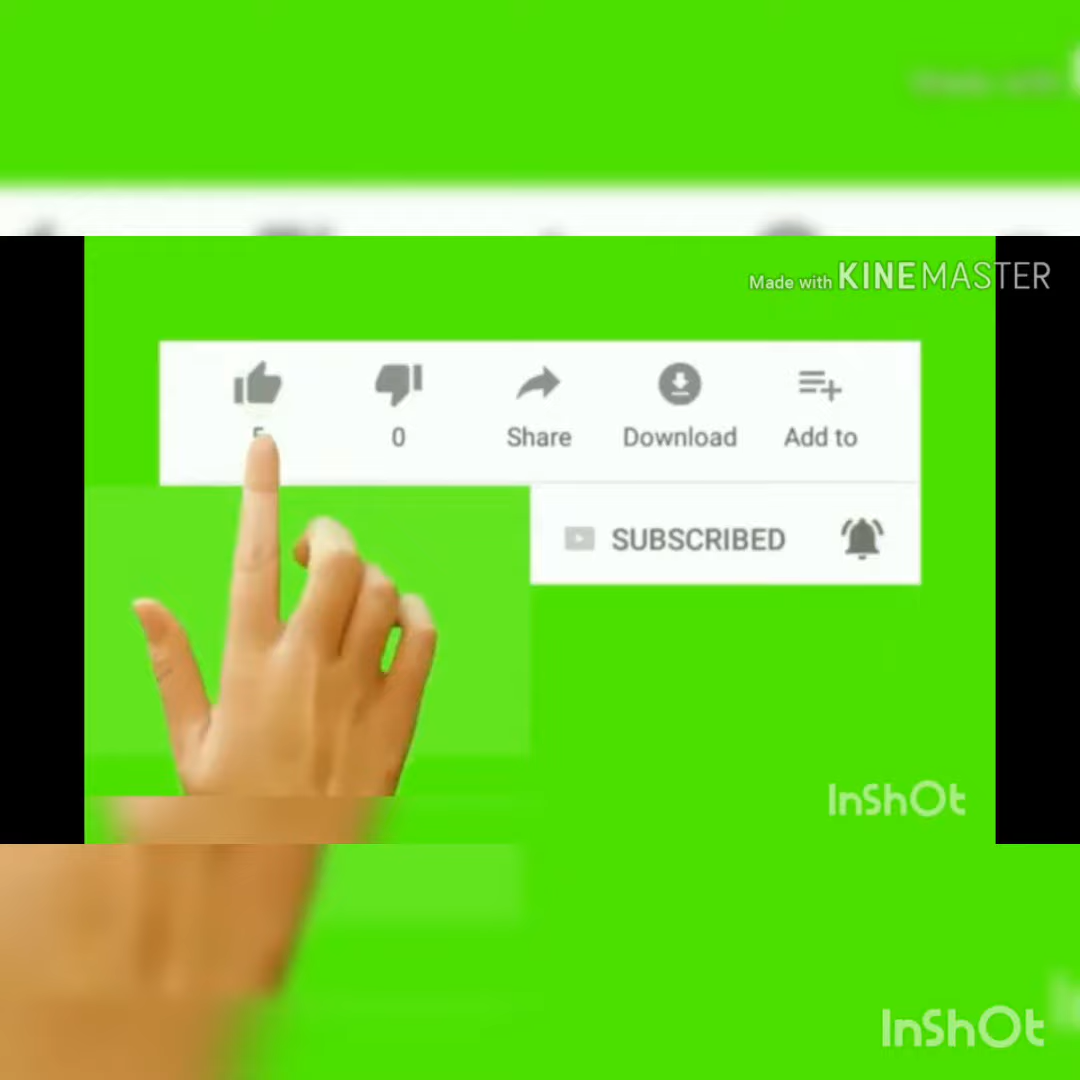 Made with KINEMASTER
0 Share Download Add to
SUBSCRIBED
InShOt
InShOt